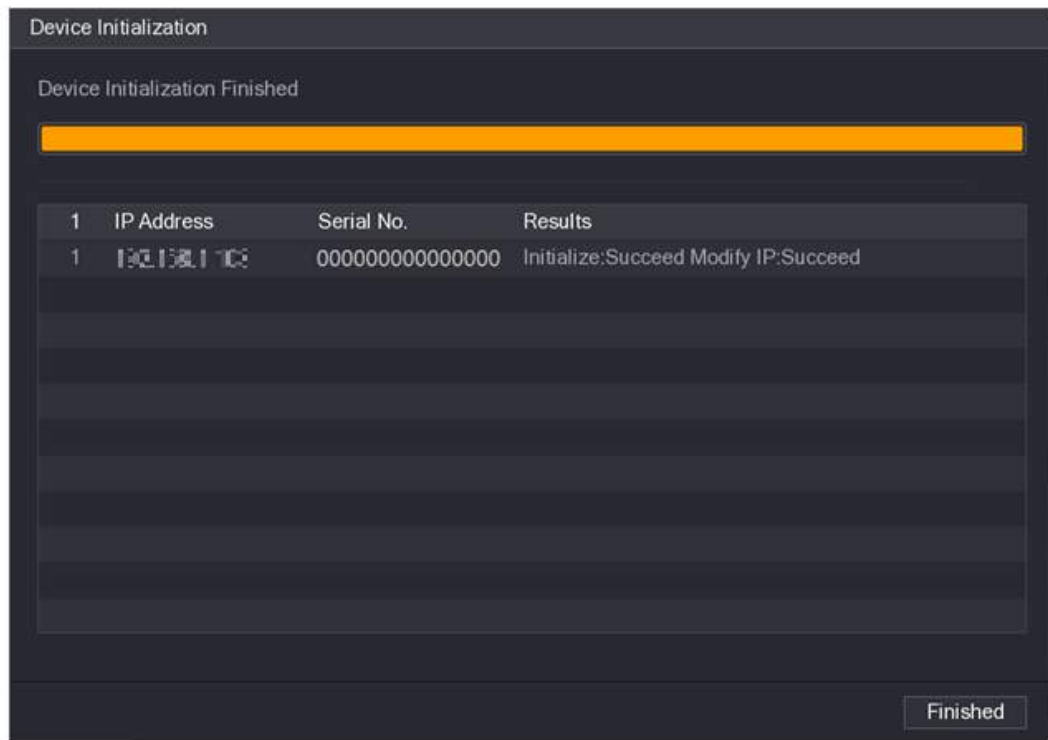 Device Initialization
Device Initialization Finished
1 IP Address Serial No. Results
1 000000000000000 Initialize:Succeed Modify IP:Succeed
Finished